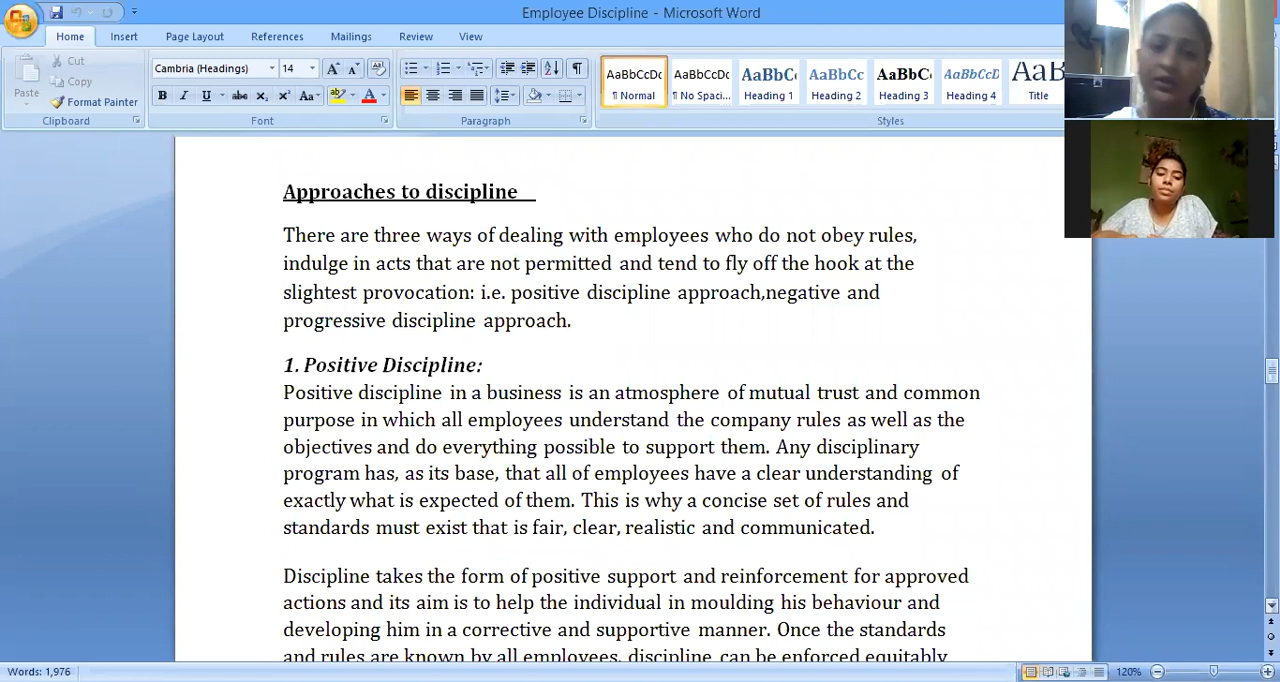 Employee Discipline - Microsoft Word
Home Insert Page Layout References Mailings Review View
Paste
Cut
Copy
Format Painter
Clipboard
Cambria (Headings) 14
Font
Paragraph
AaBbCcDc AaBbCcDc AaBbC AaBbCc AaBbC AaBbCcD AaB
¶ Normal ¶ No Spaci... Heading 1 Heading 2 Heading 3 Heading 4 Title
Styles
Approaches to discipline
There are three ways of dealing with employees who do not obey rules,
indulge in acts that are not permitted and tend to fly off the hook at the
slightest provocation: i.e. positive discipline approach,negative and
progressive discipline approach.
1. Positive Discipline:
Positive discipline in a business is an atmosphere of mutual trust and common
purpose in which all employees understand the company rules as well as the
objectives and do everything possible to support them. Any disciplinary
program has, as its base, that all of employees have a clear understanding of
exactly what is expected of them. This is why a concise set of rules and
standards must exist that is fair, clear, realistic and communicated.
Discipline takes the form of positive support and reinforcement for approved
actions and its aim is to help the individual in moulding his behaviour and
developing him in a corrective and supportive manner. Once the standards
and rules are known by all employees, discipline can be enforced equitably
Words: 1,976
120%